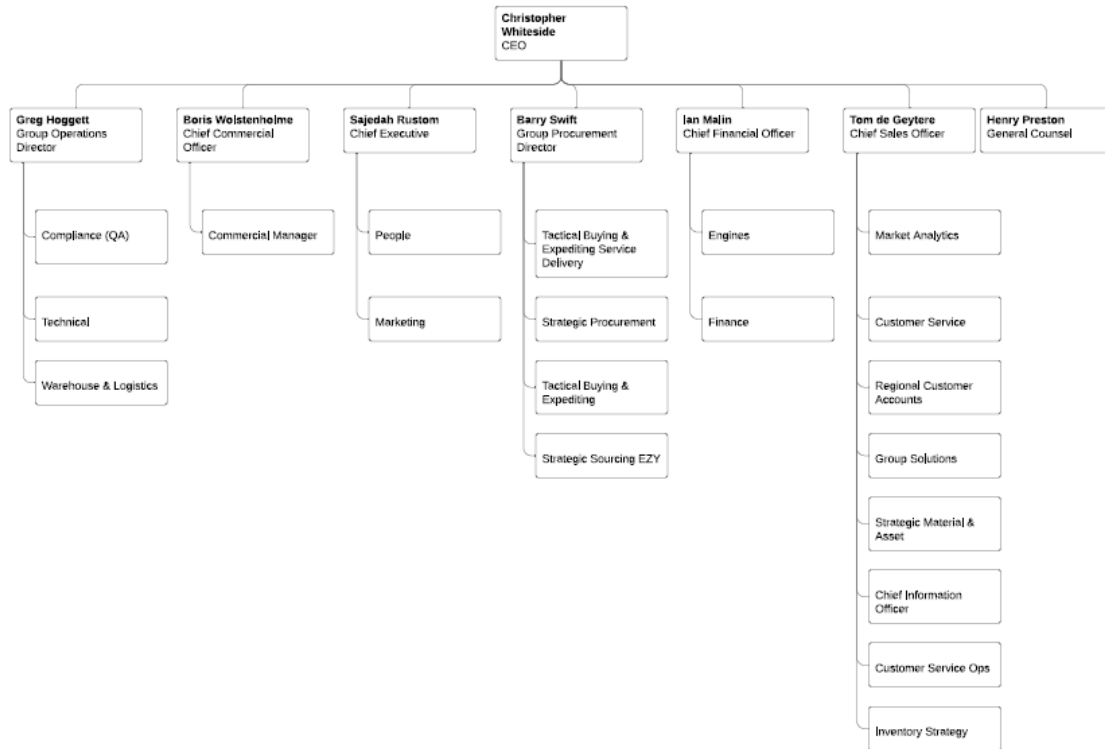 Christopher
Whiteside
CEO
Greg Hoggett
Group Operations
Director
Boris Wolstenholme
Chief Commercial
Officer
Sajedah Rustom
Chief Executive
Barry Swift
Group Procurement
Director
Ian Malin
Chief Financial Officer
Tom de Geytere
Chief Sales Officer
Henry Preston
General Counsel
Compliance (QA)
Technical
Warehouse & Logistics
Commercial Manager
People
Marketing
Tactical Buying &
Expediting Service
Delivery
Strategic Procurement
Tactical Buying &
Expediting
Strategic Sourcing EZY
Engines
Finance
Market Analytics
Customer Service
Regional Customer
Accounts
Group Solutions
Strategic Material &
Asset
Chief Information
Officer
Customer Service Ops
Inventory Strategy